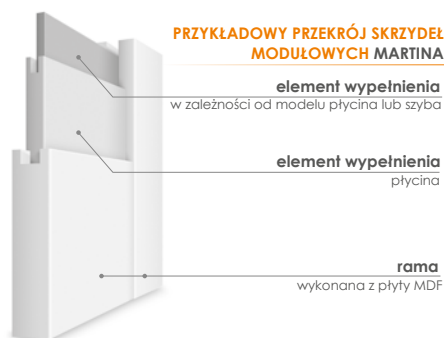 PRZYKŁADOWY PRZEKRÓJ SKRZYDEŁ
MODUŁOWYCH MARTINA
element wypełnienia
w zależności od modelu płycina lub szyba
element wypełnienia
płycina
rama
wykonana z płyty MDF